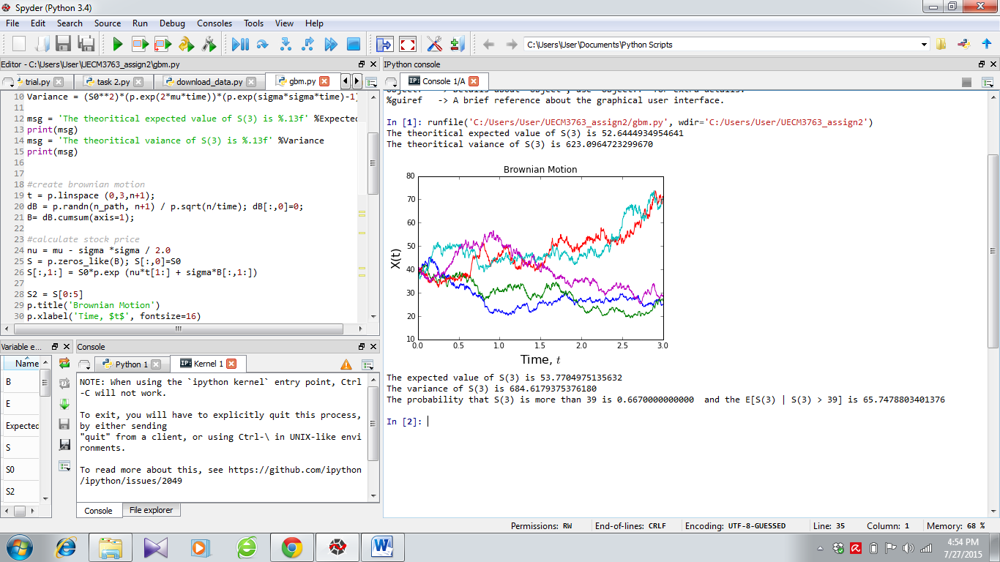 Spyder (Python 3.4)
File Edit Search Source Run Debug Consoles Tools View Help
C:\Users\User\Documents\Python Scripts
Editor - C:\Users\User\UECM3763_assign2\gbm.py
trial.py task 2.py download_data.py gbm.py
10 Variance = (S0**2)*(p.exp(2*mu*time))*(p.exp(sigma*sigma*time)-1)
11
12 msg = 'The theoritical expected value of S(3) is %.13f' %Expected
13 print(msg)
14 msg = 'The theoritical vaiance of S(3) is %.13f' %Variance
15 print(msg)
16
17
18 #create brownian motion
19 t = p.linspace (0,3,n+1);
20 dB = p.randn(n_path, n+1) / p.sqrt(n/time); dB[:,0]=0;
21 B= dB.cumsum(axis=1);
22
23 #calculate stock price
24 nu = mu - sigma *sigma / 2.0
25 S = p.zeros_like(B); S[:,0]=S0
26 S[:,1:] = S0*p.exp (nu*t[1:] + sigma*B[:,1:])
27
28 S2 = S[0:5]
29 p.title('Brownian Motion')
30 p.xlabel('Time, $t$', fontsize=16)
Variable e...
Name
B
E
Expected
S
S0
S2
Console
Python 1 IP: Kernel 1
NOTE: When using the `ipython kernel` entry point, Ctrl
-C will not work.
To exit, you will have to explicitly quit this process,
by either sending
"quit" from a client, or using Ctrl-\ in UNIX-like envi
ronments.
To read more about this, see https://github.com/ipython
/ipython/issues/2049
Console File explorer
IPython console
IP: Console 1/A
object? -> Details about 'object', use 'object??' for extra details.
%guiref -> A brief reference about the graphical user interface.
In [1]: runfile('C:/Users/User/UECM3763_assign2/gbm.py', wdir='C:/Users/User/UECM3763_assign2')
The theoritical expected value of S(3) is 52.6444934954641
The theoritical vaiance of S(3) is 623.0964723299670
Brownian Motion
80
70
60
50
40
30
20
10
X(t)
0.0 0.5 1.0 1.5 2.0 2.5 3.0
Time, t
The expected value of S(3) is 53.7704975135632
The variance of S(3) is 684.6179375376180
The probability that S(3) is more than 39 is 0.6670000000000 and the E[S(3) | S(3) > 39] is 65.7478803401376
In [2]:
Permissions: RW End-of-lines: CRLF Encoding: UTF-8-GUESSED Line: 35 Column: 1 Memory: 68 %
4:54 PM
7/27/2015